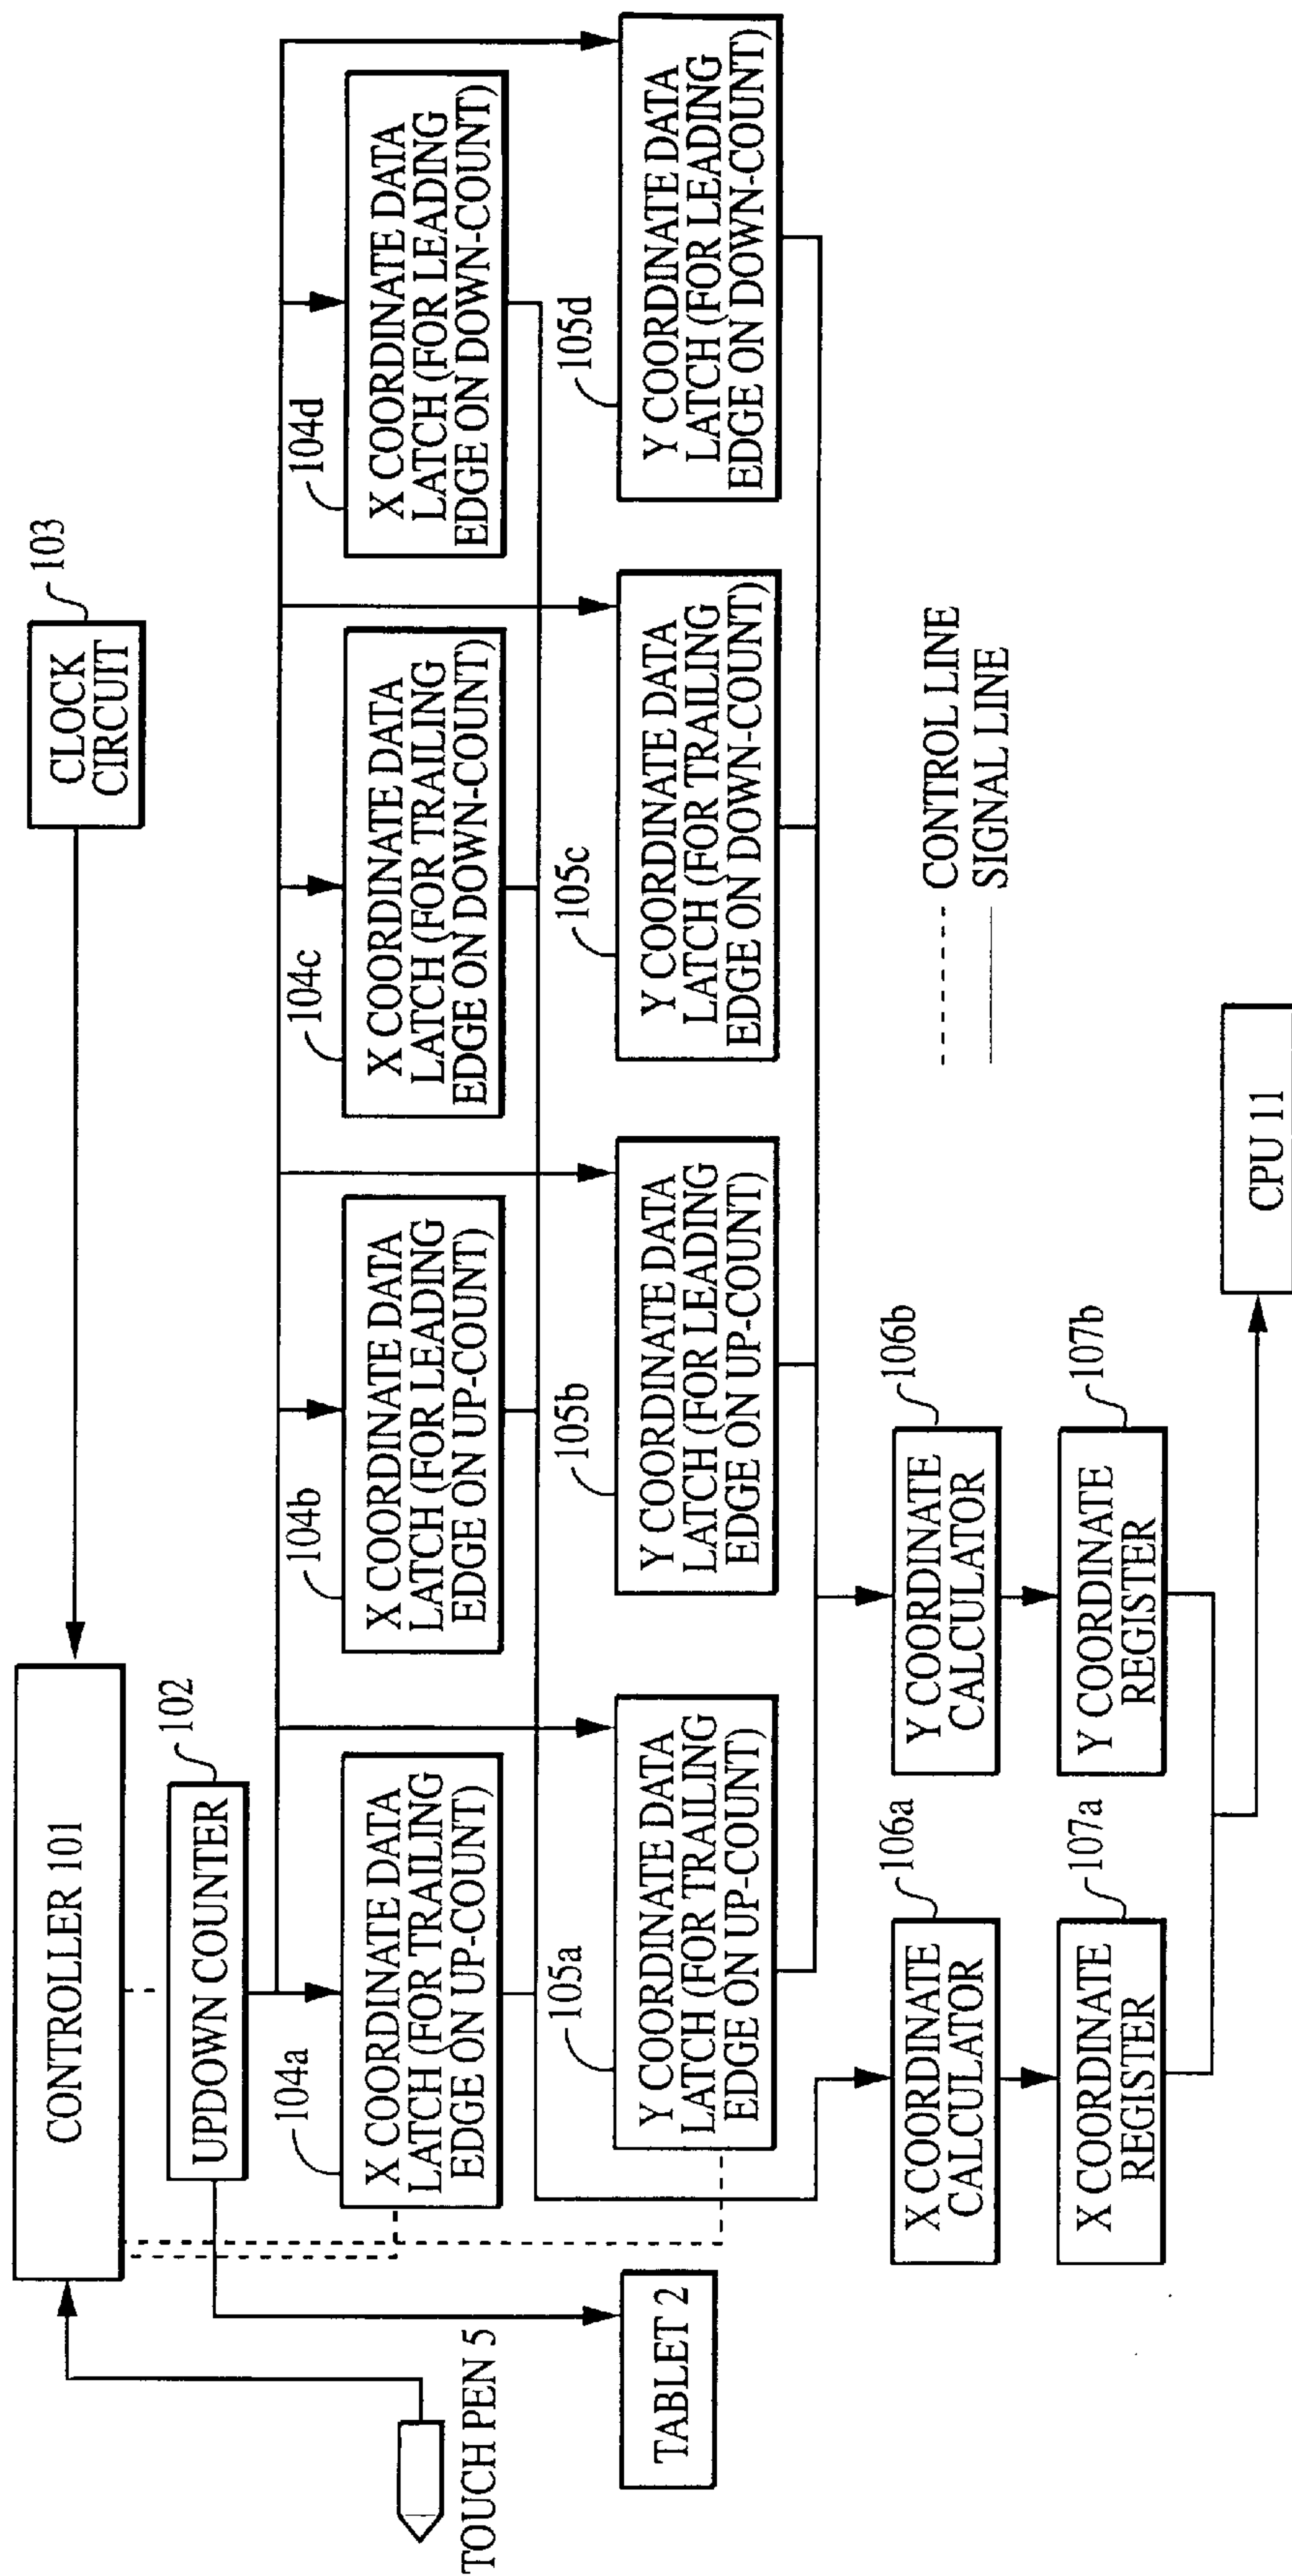 CONTROLLER 101
CLOCK
CIRCUIT
103
UPDOWN COUNTER
102
TOUCH PEN 5
TABLET 2
104a
X COORDINATE DATA
LATCH (FOR TRAILING
EDGE ON UP-COUNT)
104b
X COORDINATE DATA
LATCH (FOR LEADING
EDGE ON UP-COUNT)
104c
X COORDINATE DATA
LATCH (FOR TRAILING
EDGE ON DOWN-COUNT)
104d
X COORDINATE DATA
LATCH (FOR LEADING
EDGE ON DOWN-COUNT)
105a
Y COORDINATE DATA
LATCH (FOR TRAILING
EDGE ON UP-COUNT)
105b
Y COORDINATE DATA
LATCH (FOR LEADING
EDGE ON UP-COUNT)
105c
Y COORDINATE DATA
LATCH (FOR TRAILING
EDGE ON DOWN-COUNT)
105d
Y COORDINATE DATA
LATCH (FOR LEADING
EDGE ON DOWN-COUNT)
X COORDINATE
CALCULATOR
106a
Y COORDINATE
CALCULATOR
106b
X COORDINATE
REGISTER
107a
Y COORDINATE
REGISTER
107b
CPU 11
CONTROL LINE
SIGNAL LINE